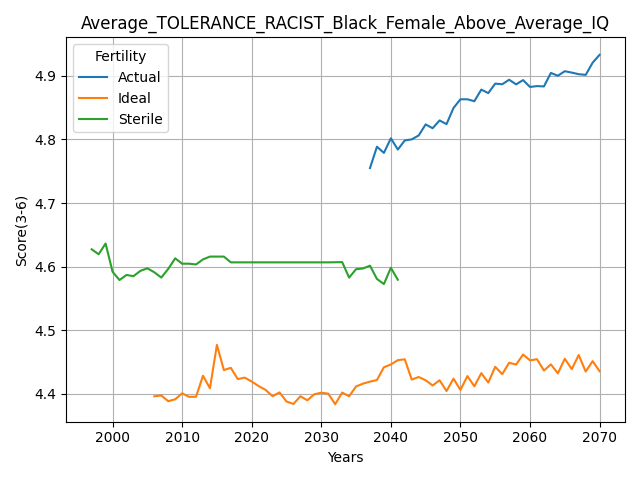 Average_TOLERANCE_RACIST_Black_Female_Above_Average_IQ
Fertility
Actual
Ideal
Sterile
Score(3-6)
4.9
4.8
4.7
4.6
4.5
4.4
2000 2010 2020 2030 2040 2050 2060 2070
Years